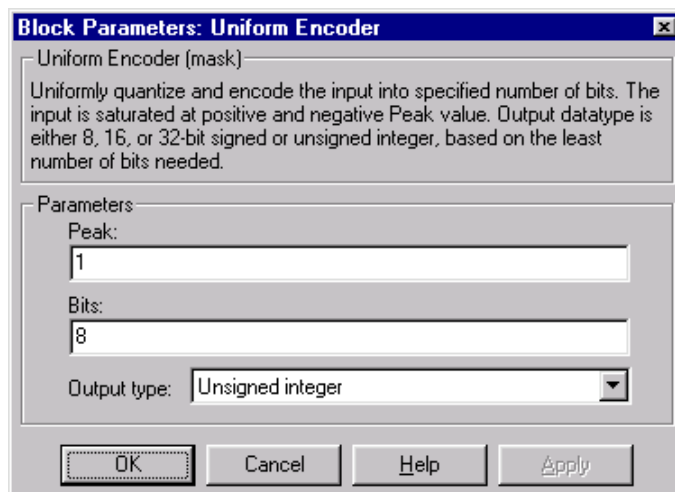 Block Parameters: Uniform Encoder
Uniform Encoder (mask)
Uniformly quantize and encode the input into specified number of bits. The
input is saturated at positive and negative Peak value. Output datatype is
either 8, 16, or 32-bit signed or unsigned integer, based on the least
number of bits needed.
Parameters
Peak:
1
Bits:
8
Output type: Unsigned integer
OK Cancel Help Apply